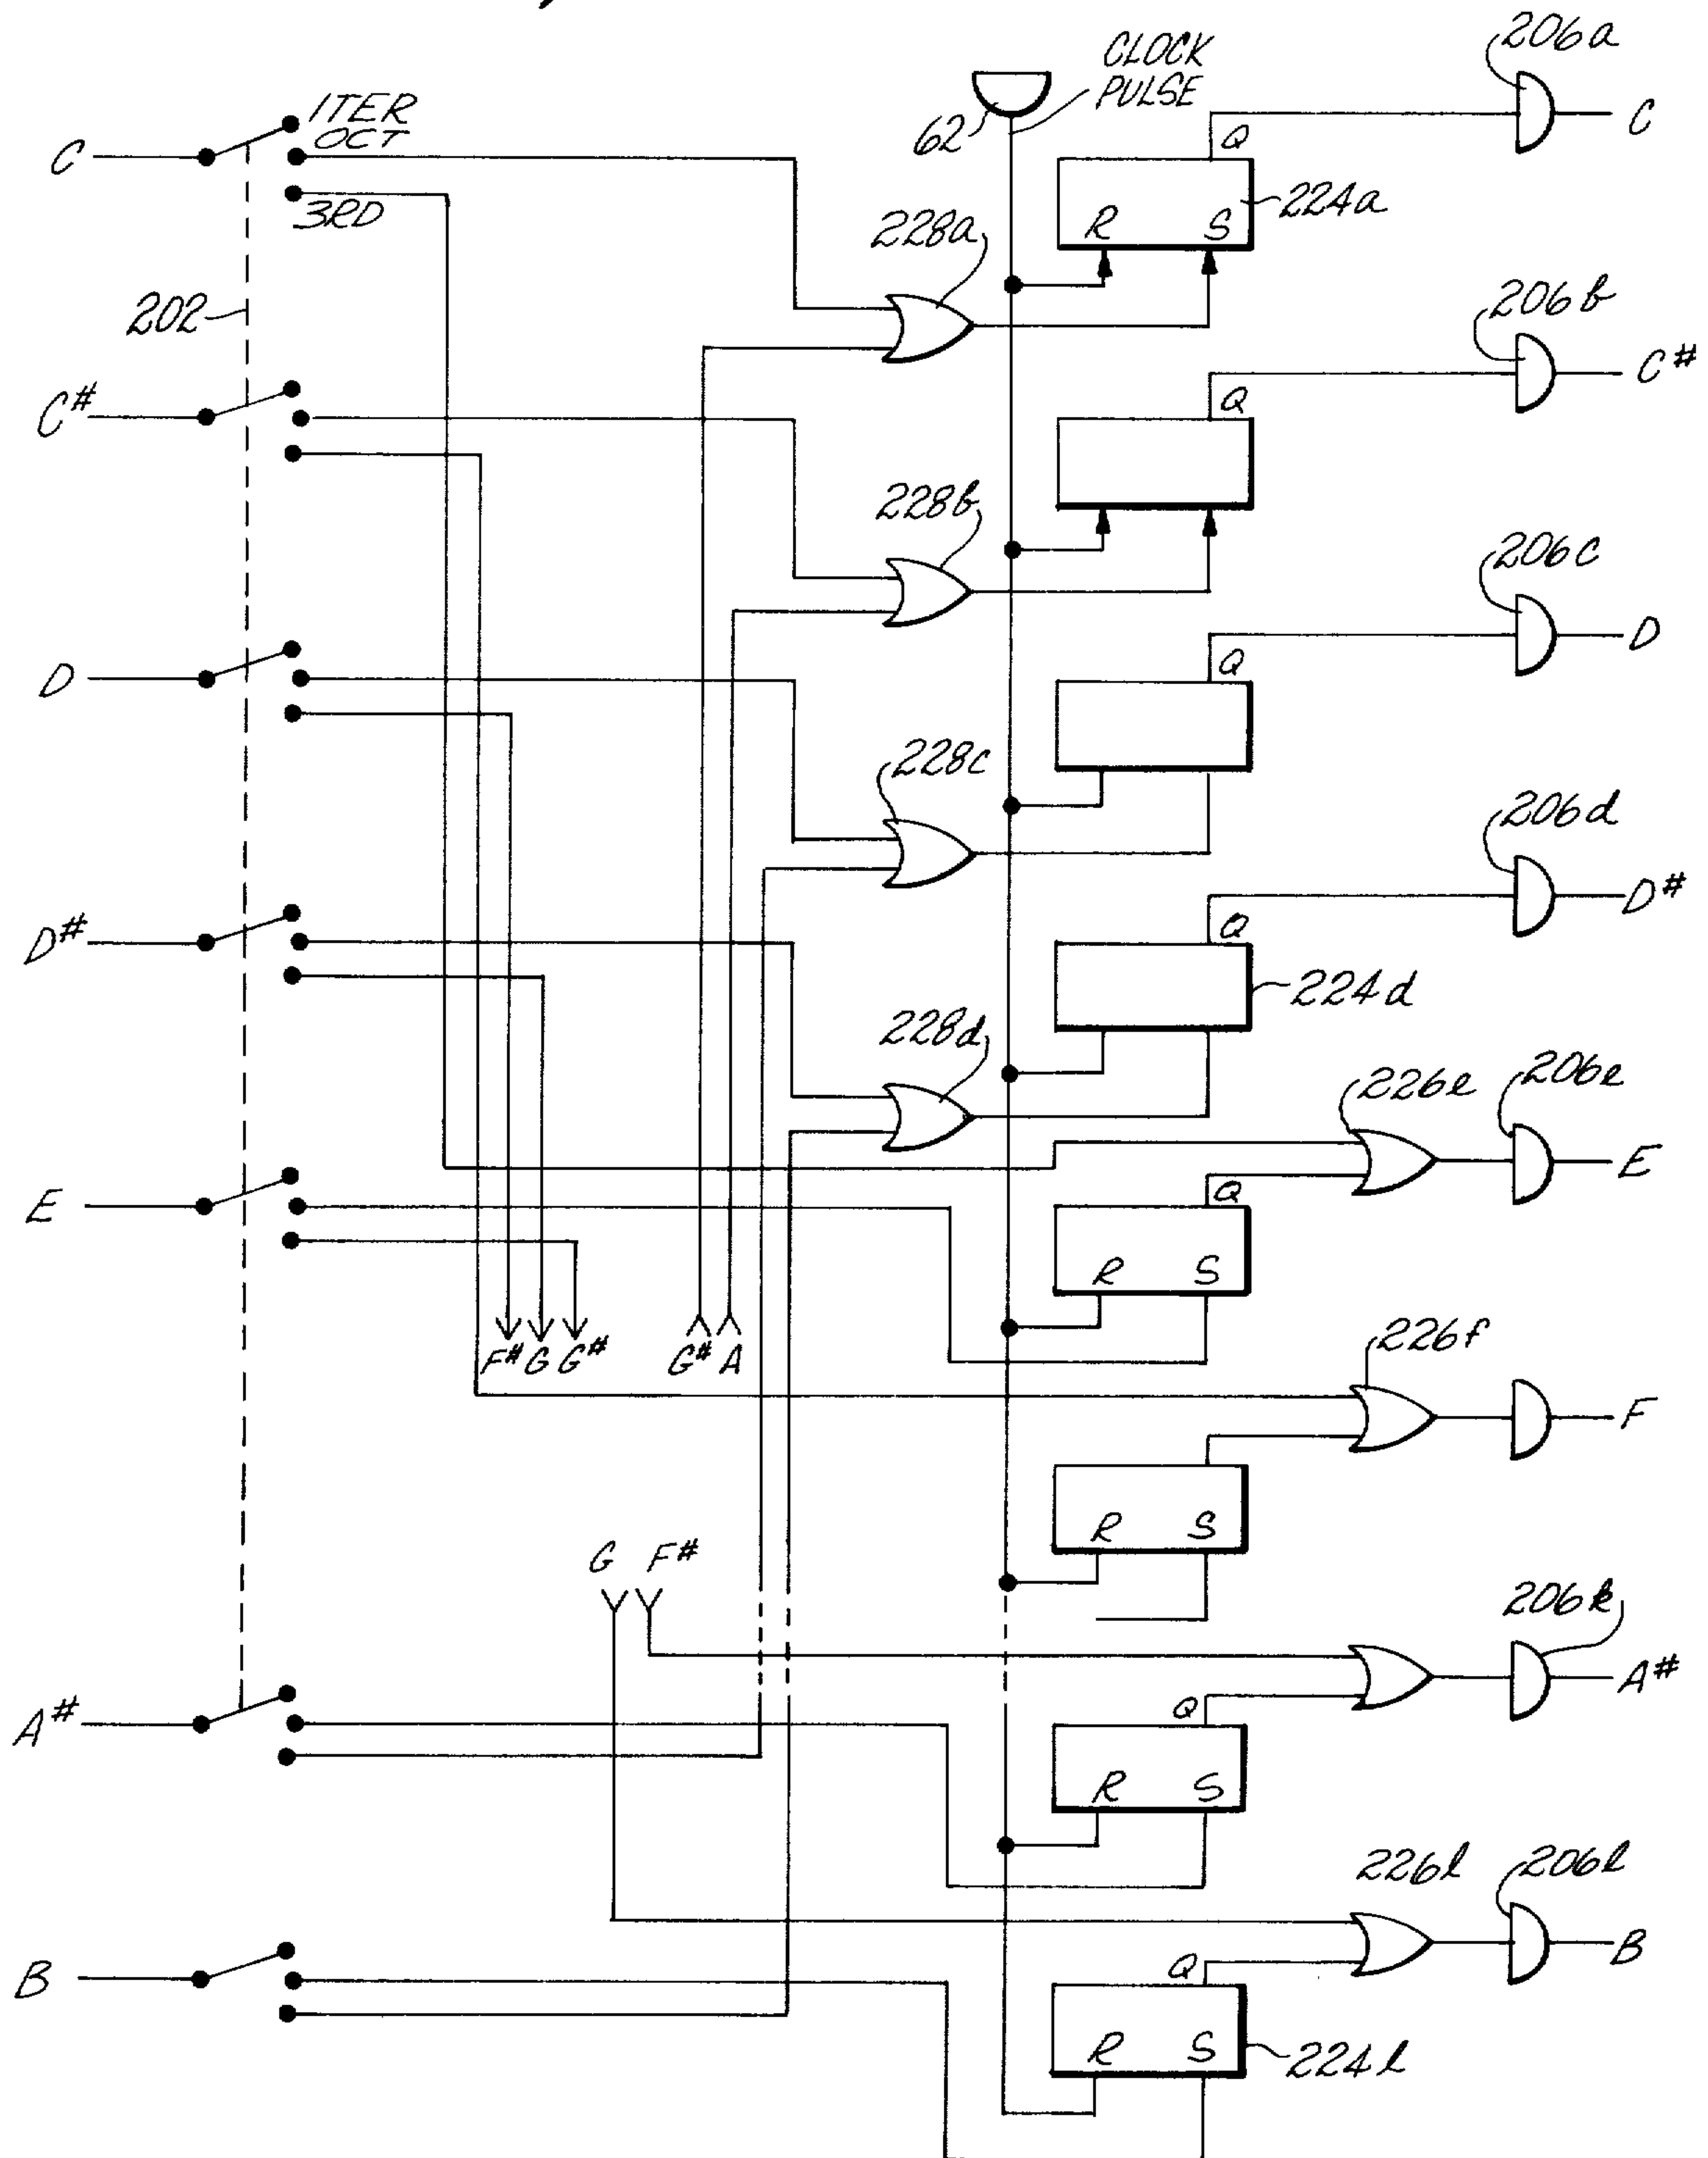 206a
CLOCK
PULSE
ITER
OCT
C
62
Q
C
3RD
228a
R S
224a
202
206b
C#
C#
Q
228b
206c
D
D
Q
228c
206d
D#
D#
Q
224d
228d
226e
206e
E
E
Q
R S
F# G G#
G# A
226f
F
R S
G F#
206k
A#
A#
Q
R S
226l
206l
B
B
Q
R S
224l